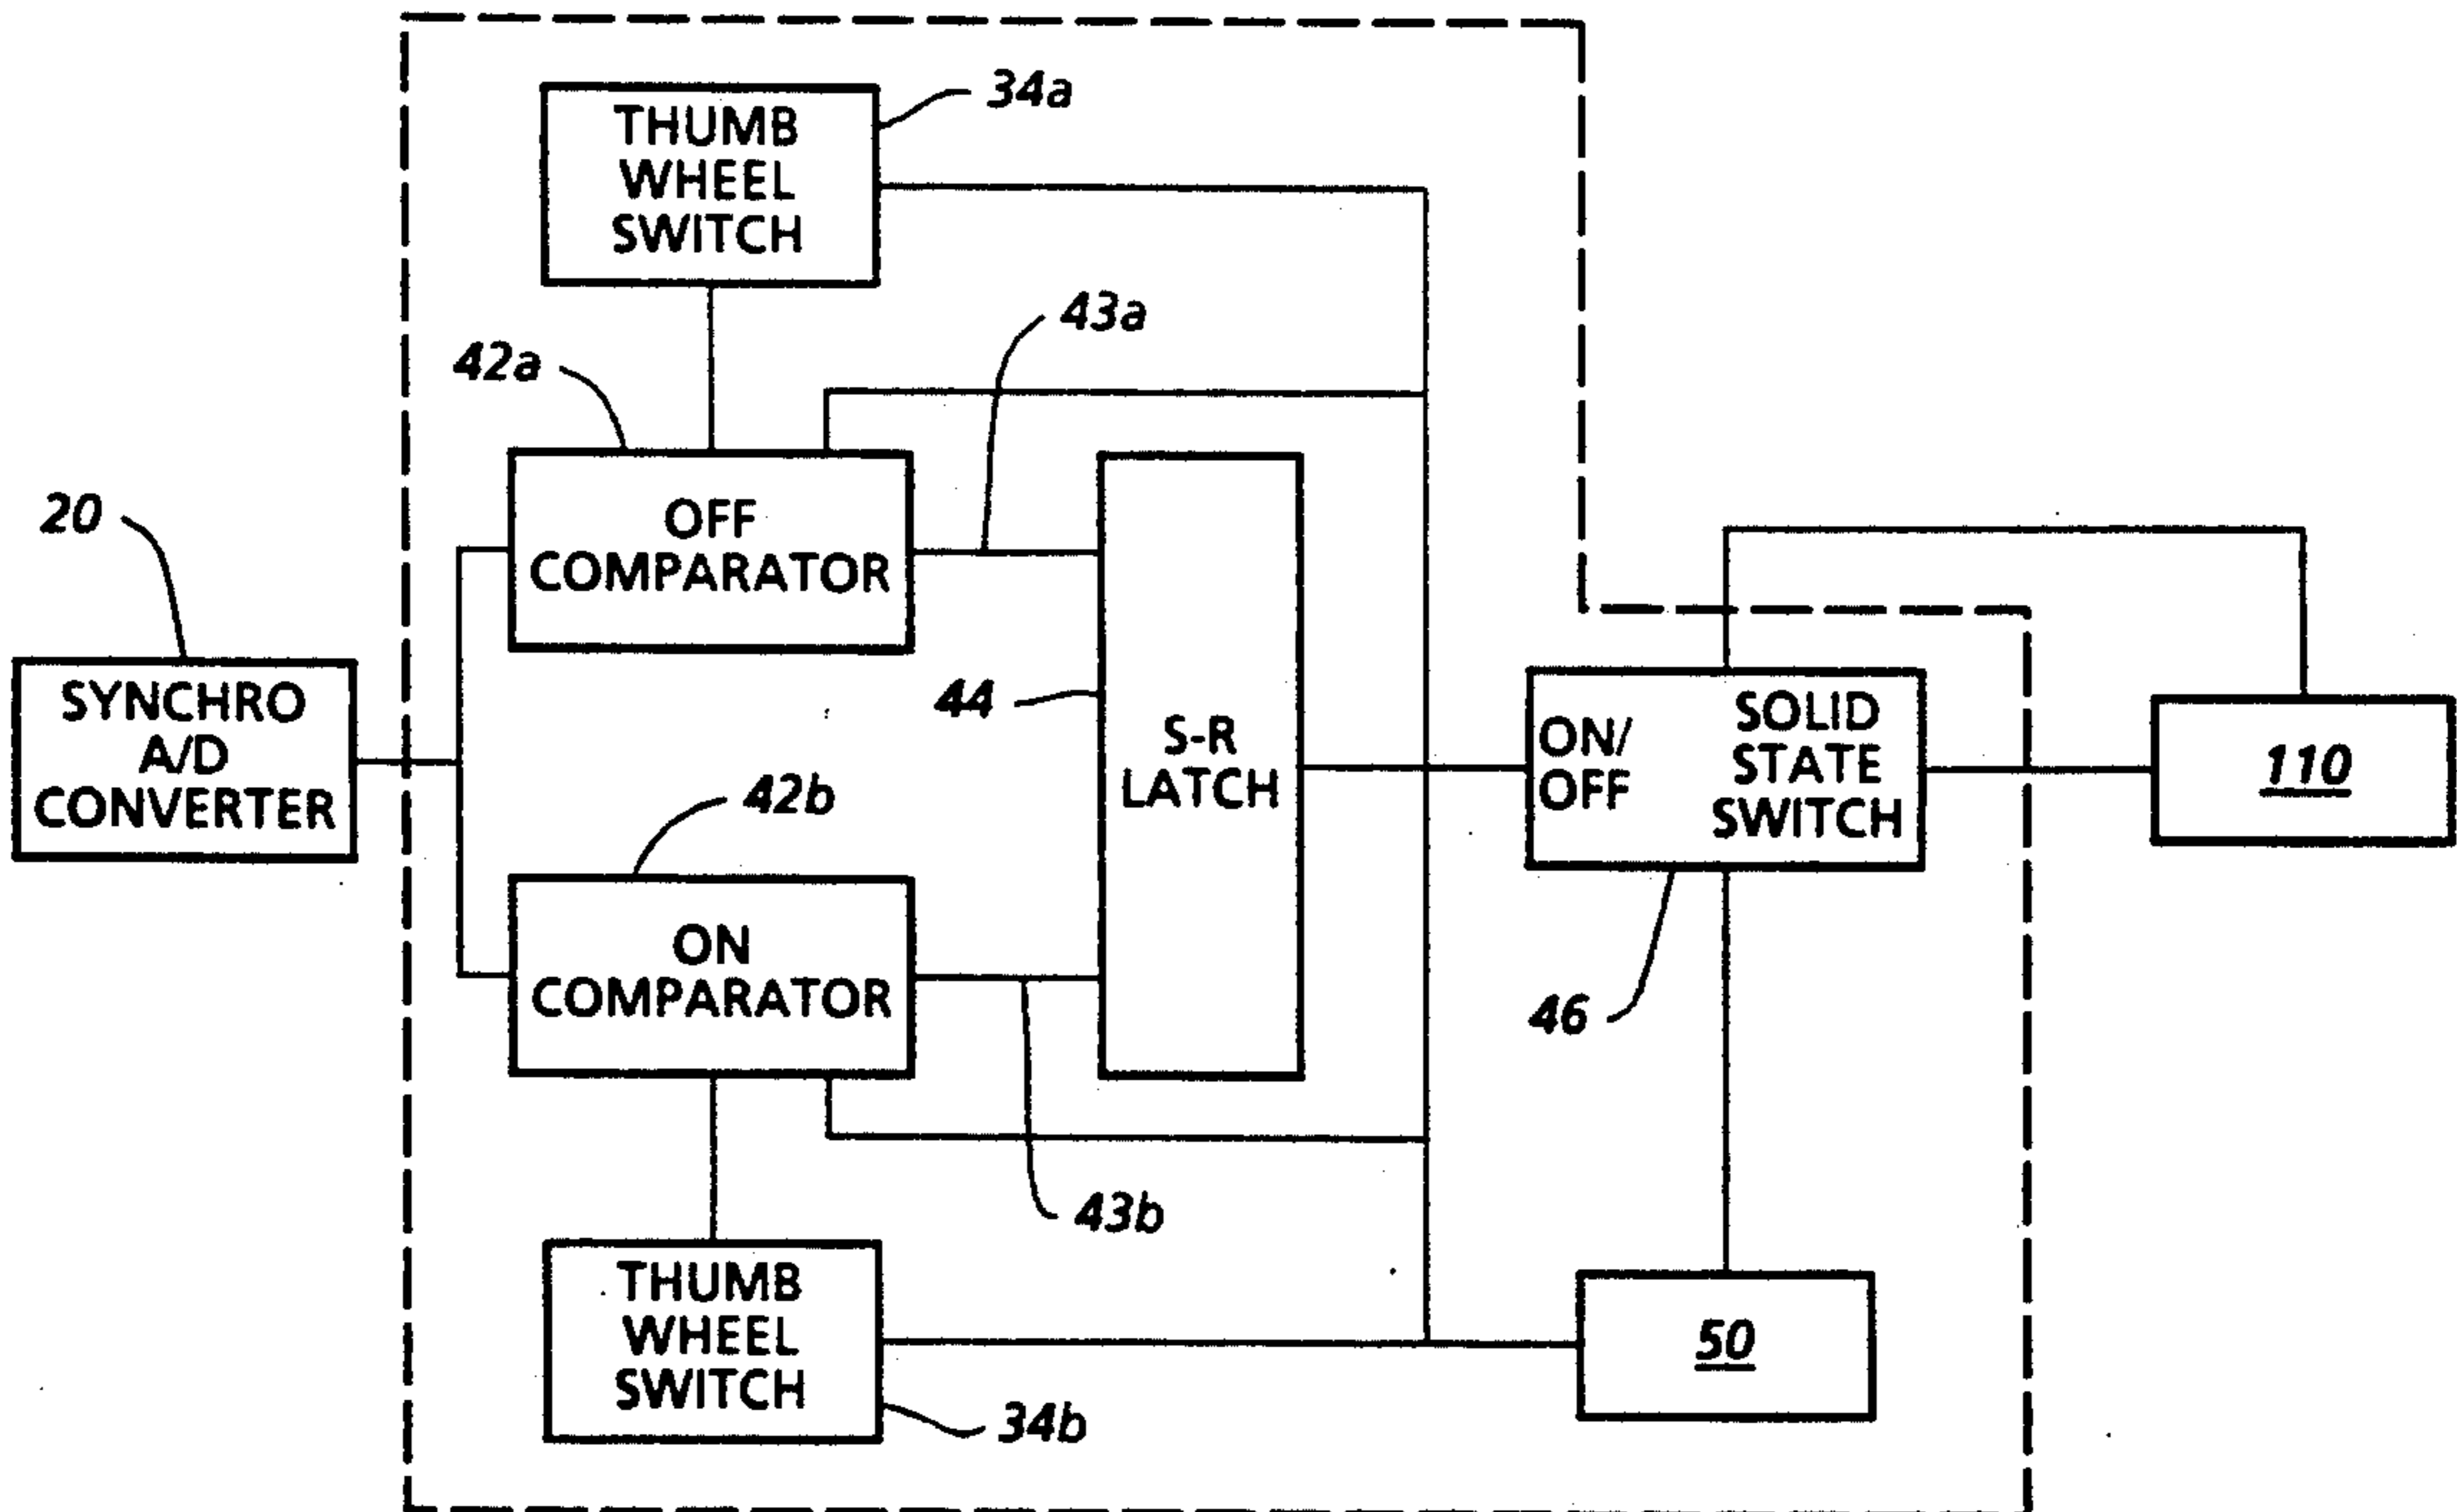 34a
THUMB
WHEEL
SWITCH
43a
42a
OFF
COMPARATOR
20
SYNCHRO
A/D
CONVERTER
44
S-R
LATCH
ON/
OFF
SOLID
STATE
SWITCH
110
42b
ON
COMPARATOR
46
43b
THUMB
WHEEL
SWITCH
50
34b